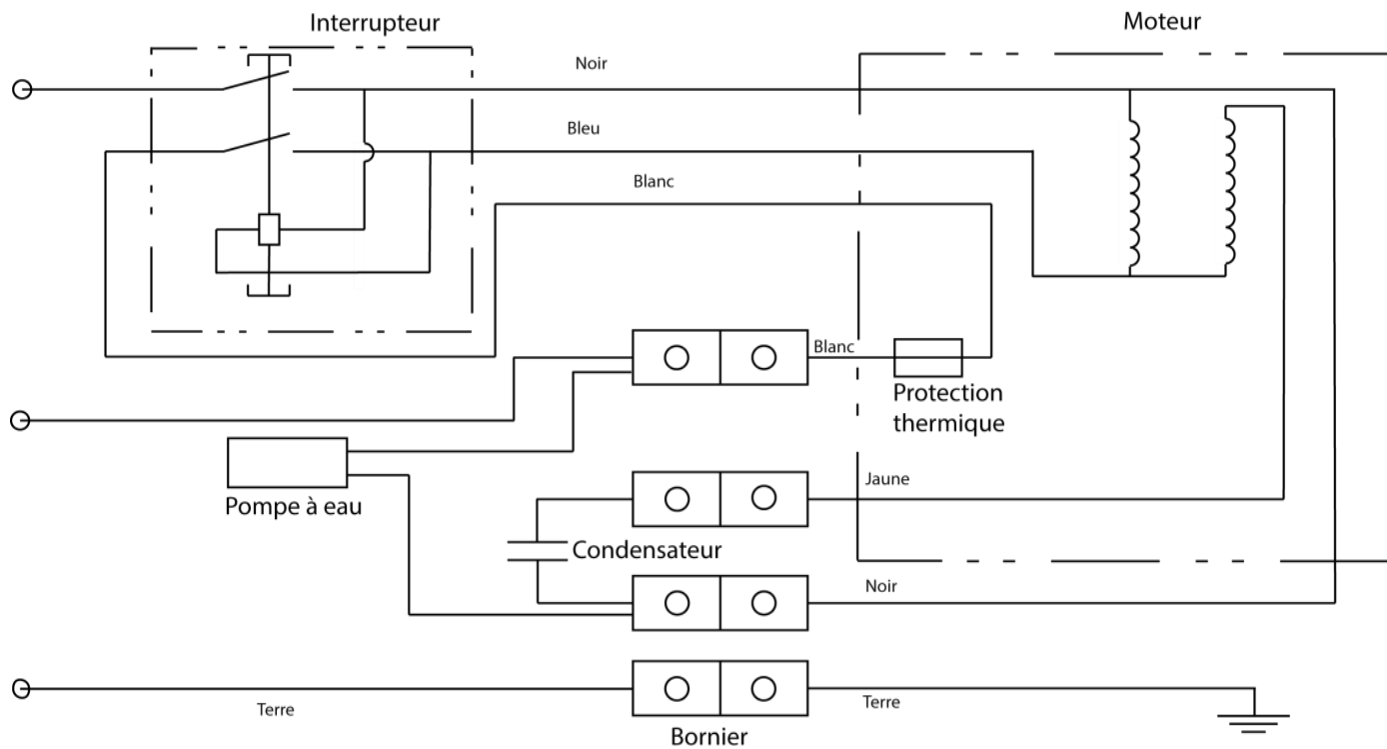 Interrupteur
Moteur
Noir
Bleu
Blanc
Blanc
Protection
thermique
Pompe à eau
Jaune
Condensateur
Noir
Terre
Terre
Bornier